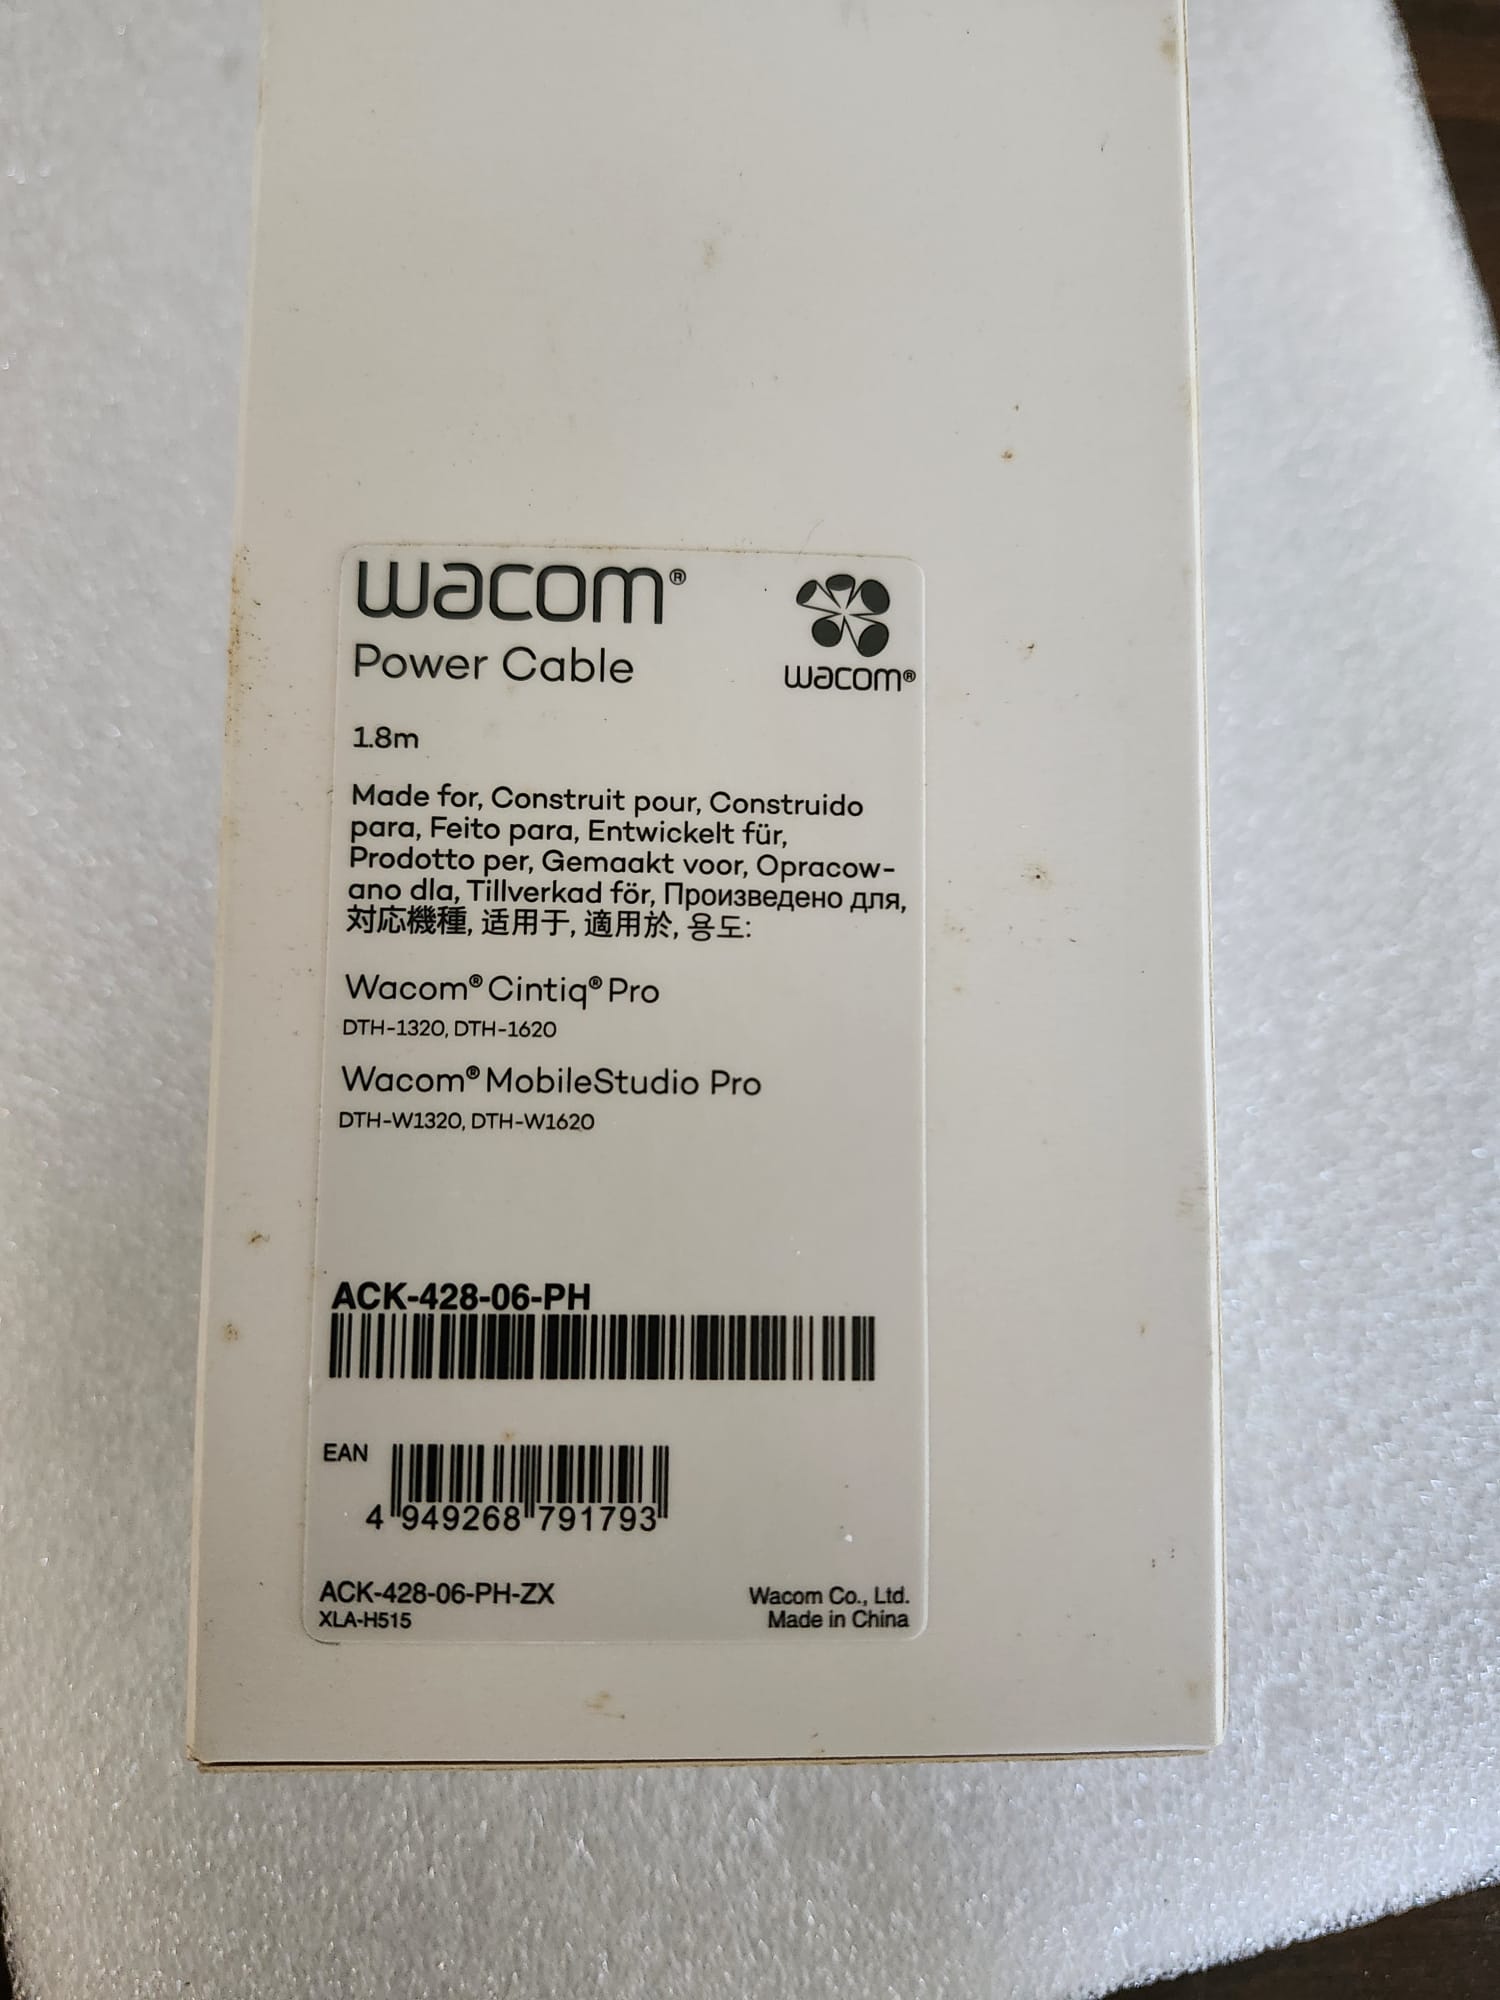 wacom®
wacom®
Power Cable
1.8m
Made for, Construit pour, Construido
para, Feito para, Entwickelt für,
Prodotto per, Gemaakt voor, Opracow-
ano dla, Tillverkad för, Произведено для,
対応機種, 适用于, 適用於, 용도:
Wacom® Cintiq® Pro
DTH-1320, DTH-1620
Wacom® MobileStudio Pro
DTH-W1320, DTH-W1620
ACK-428-06-PH
EAN
4 949268 791793
ACK-428-06-PH-ZX
XLA-H515
Wacom Co., Ltd.
Made in China